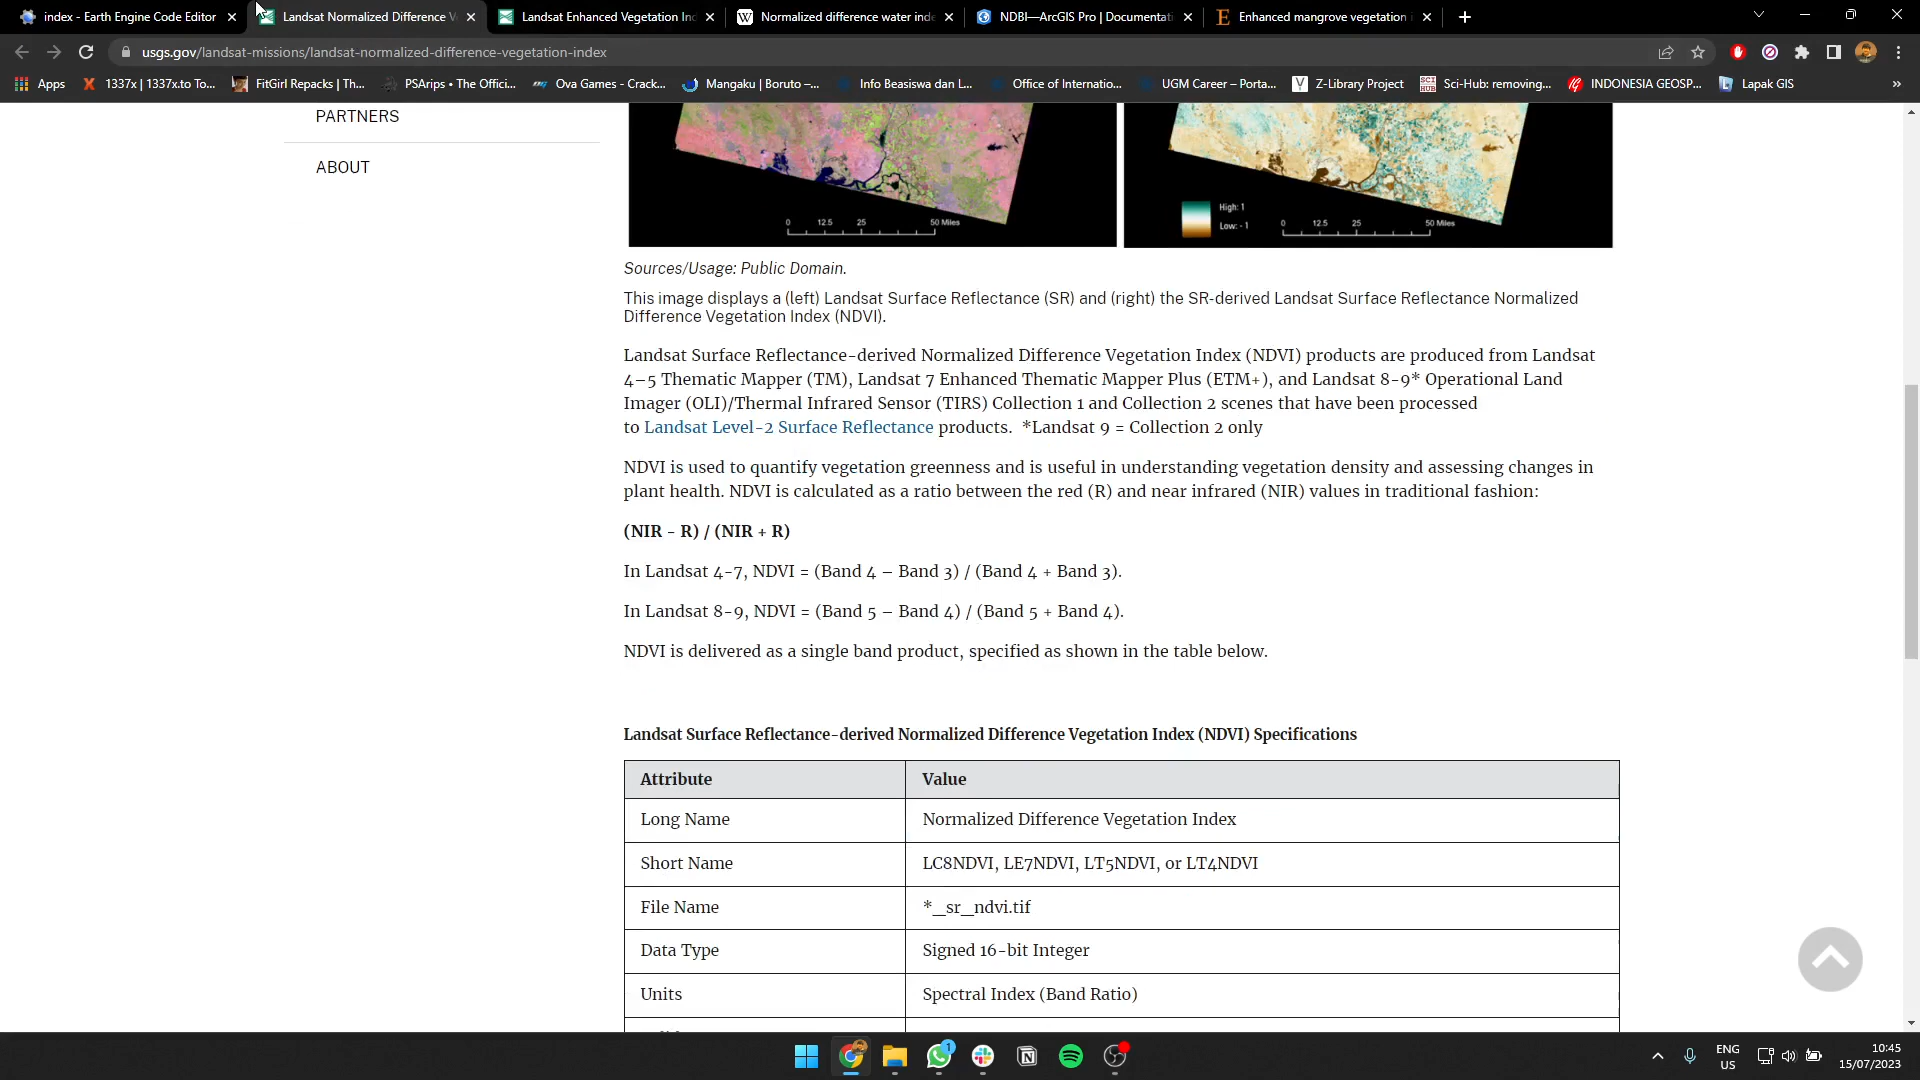 index - Earth Engine Code Editor
Landsat Normalized Difference V
Landsat Enhanced Vegetation Ind
Normalized difference water inde
NDBI—ArcGIS Pro | Documentati
Enhanced mangrove vegetation i
usgs.gov/landsat-missions/landsat-normalized-difference-vegetation-index
Apps
1337x | 1337x.to To...
FitGirl Repacks | Th...
PSArips • The Offici...
Ova Games - Crack...
Mangaku | Boruto –...
Info Beasiswa dan L...
Office of Internatio...
UGM Career – Porta...
Z-Library Project
Sci-Hub: removing...
INDONESIA GEOSP...
Lapak GIS
PARTNERS
ABOUT
0 12.5 25 50 Miles
High: 1
Low: - 1
0 12.5 25 50 Miles
Sources/Usage: Public Domain.
This image displays a (left) Landsat Surface Reflectance (SR) and (right) the SR-derived Landsat Surface Reflectance Normalized
Difference Vegetation Index (NDVI).
Landsat Surface Reflectance-derived Normalized Difference Vegetation Index (NDVI) products are produced from Landsat
4–5 Thematic Mapper (TM), Landsat 7 Enhanced Thematic Mapper Plus (ETM+), and Landsat 8-9* Operational Land
Imager (OLI)/Thermal Infrared Sensor (TIRS) Collection 1 and Collection 2 scenes that have been processed
to Landsat Level-2 Surface Reflectance products. *Landsat 9 = Collection 2 only
NDVI is used to quantify vegetation greenness and is useful in understanding vegetation density and assessing changes in
plant health. NDVI is calculated as a ratio between the red (R) and near infrared (NIR) values in traditional fashion:
(NIR - R) / (NIR + R)
In Landsat 4-7, NDVI = (Band 4 – Band 3) / (Band 4 + Band 3).
In Landsat 8-9, NDVI = (Band 5 – Band 4) / (Band 5 + Band 4).
NDVI is delivered as a single band product, specified as shown in the table below.
Landsat Surface Reflectance-derived Normalized Difference Vegetation Index (NDVI) Specifications
Attribute Value
Long Name Normalized Difference Vegetation Index
Short Name LC8NDVI, LE7NDVI, LT5NDVI, or LT4NDVI
File Name *_sr_ndvi.tif
Data Type Signed 16-bit Integer
Units Spectral Index (Band Ratio)
1
ENG
US
10:45
15/07/2023